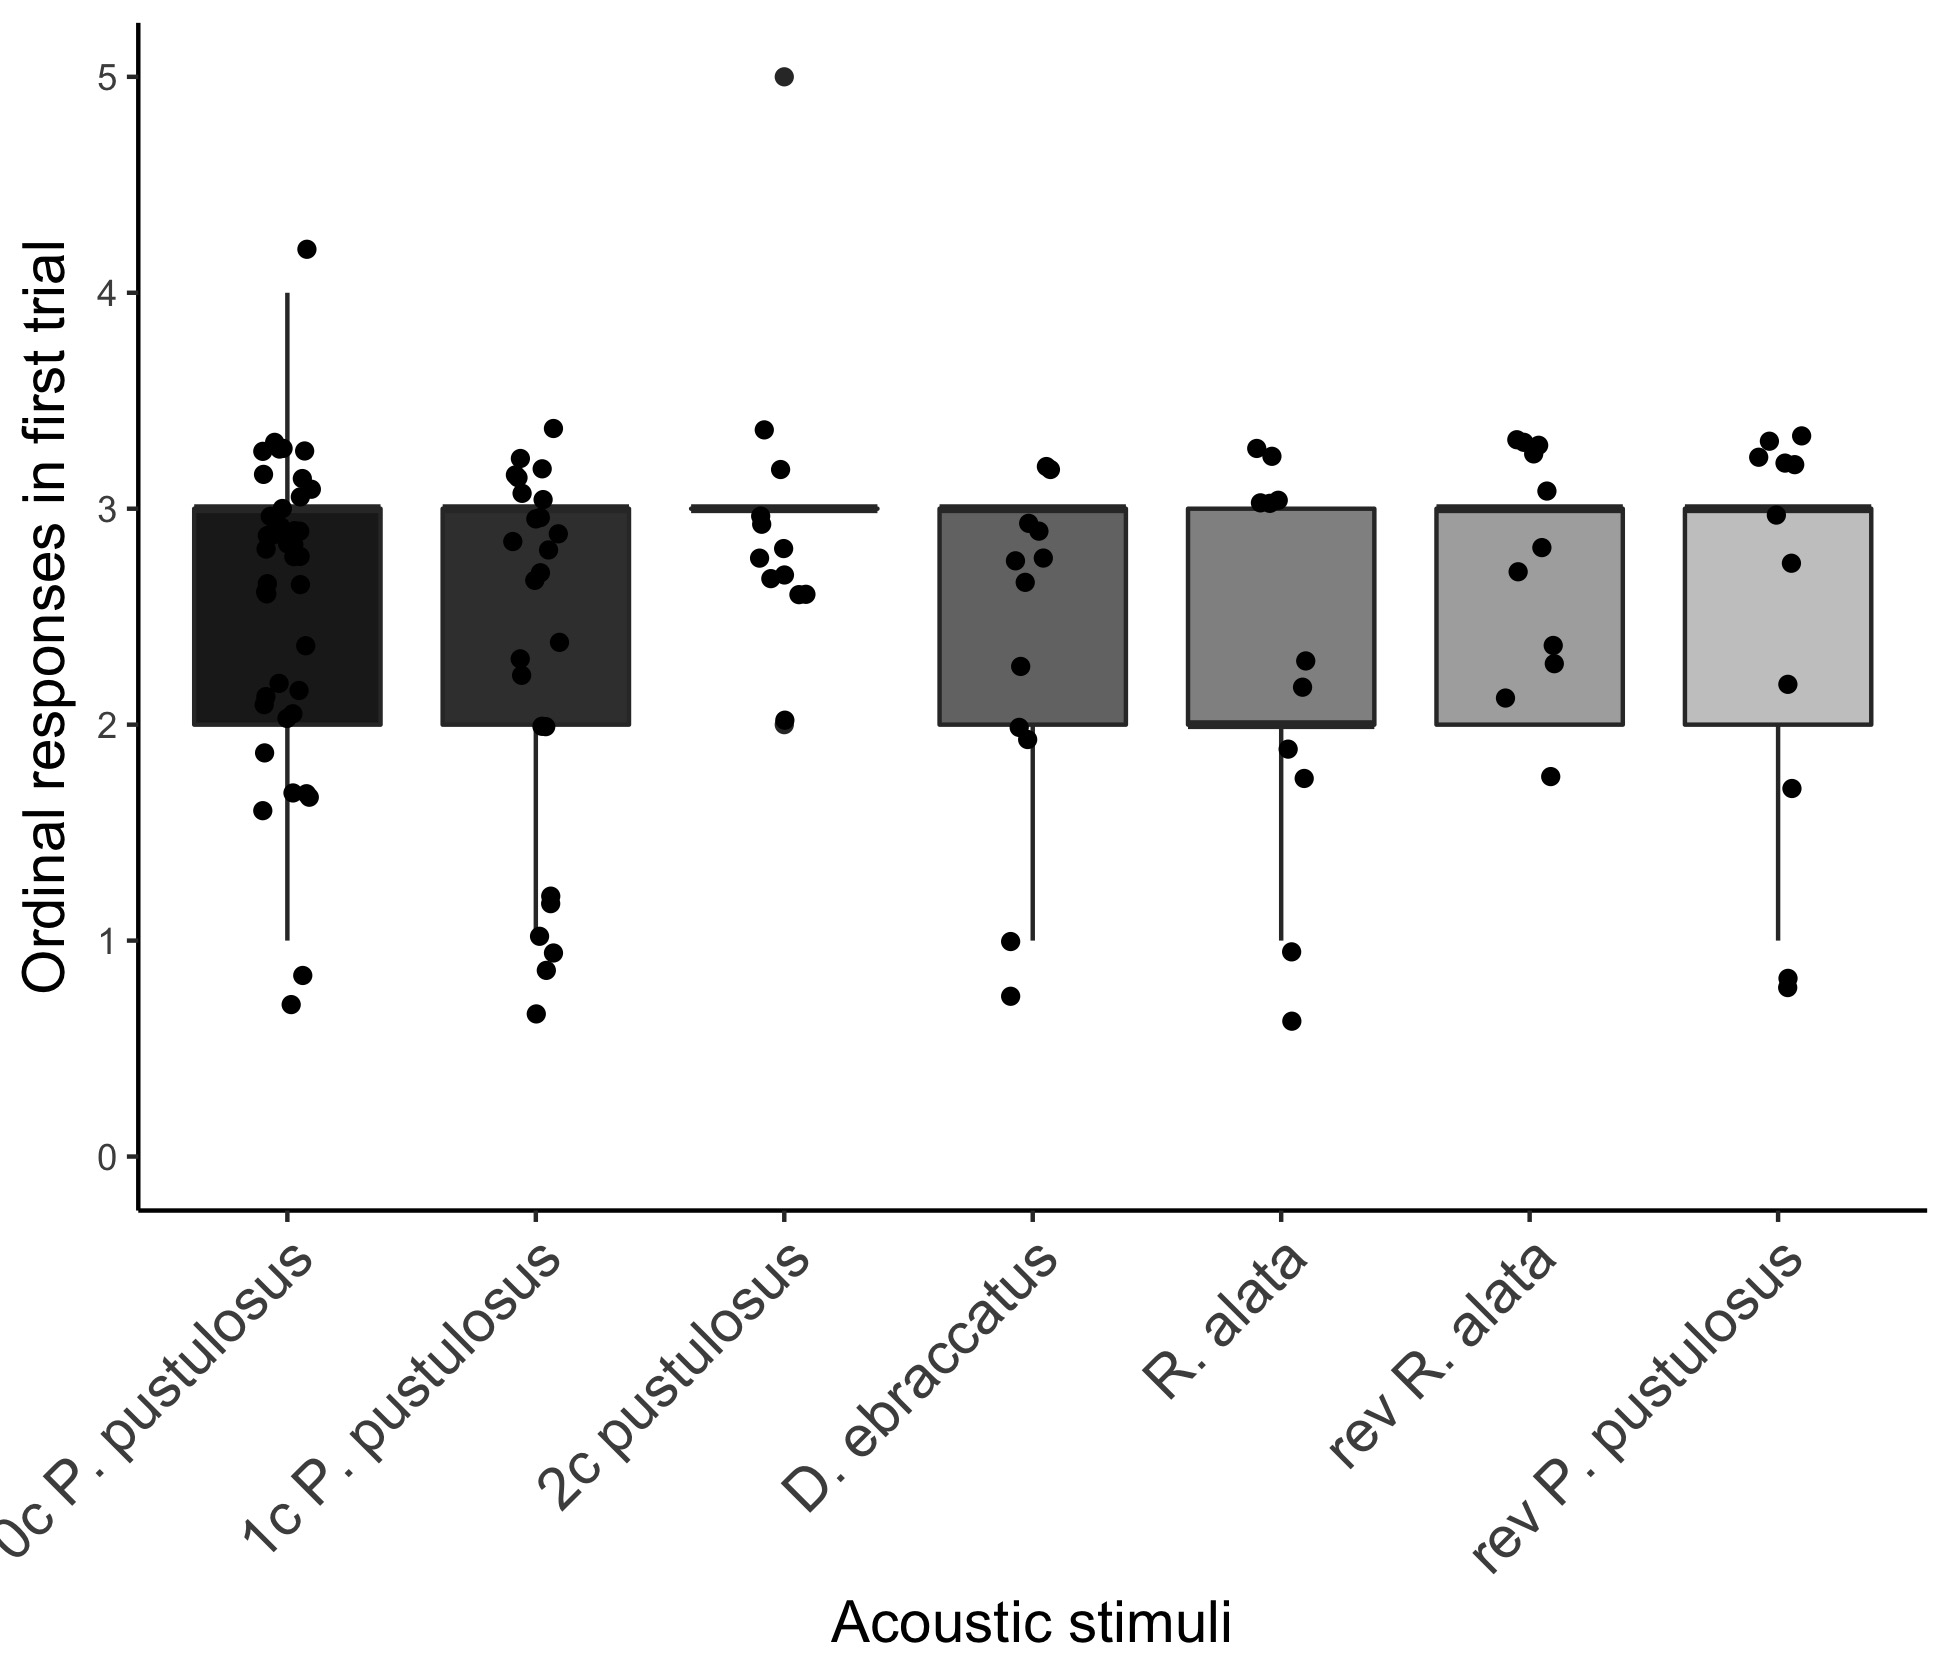 Ordinal responses in first trial
5
4
3
2
1
0
0c P. pustulosus
1c P. pustulosus
2c pustulosus
D. ebraccatus
R. alata
rev R. alata
rev P. pustulosus
Acoustic stimuli